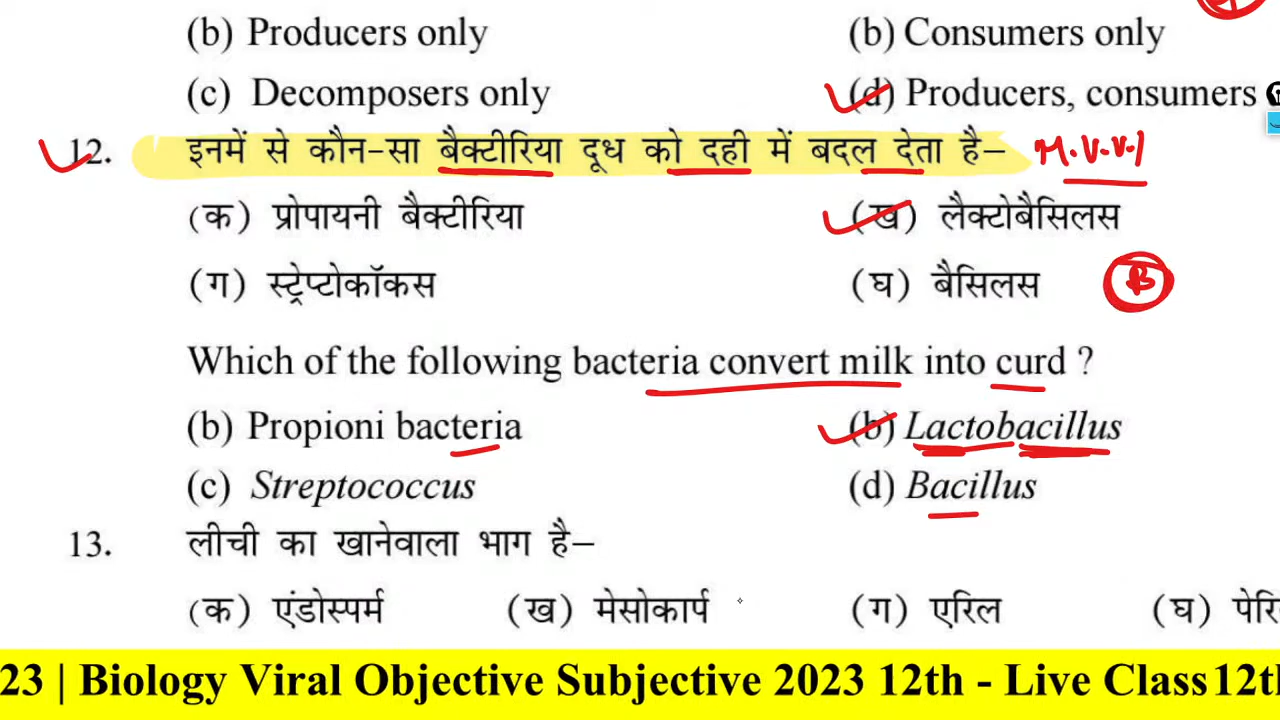 (b) Producers only (b) Consumers only
(c) Decomposers only (d) Producers, consumers
12. इनमें से कौन-सा बैक्टीरिया दूध को दही में बदल देता है– M.V.V.I
(क) प्रोपायनी बैक्टीरिया (ख) लैक्टोबैसिलस
(ग) स्ट्रेप्टोकॉकस (घ) बैसिलस B
Which of the following bacteria convert milk into curd ?
(b) Propioni bacteria (b) Lactobacillus
(c) Streptococcus (d) Bacillus
13. लीची का खानेवाला भाग है–
(क) एंडोस्पर्म (ख) मेसोकार्प (ग) एरिल (घ)
23 | Biology Viral Objective Subjective 2023 12th - Live Class 12th